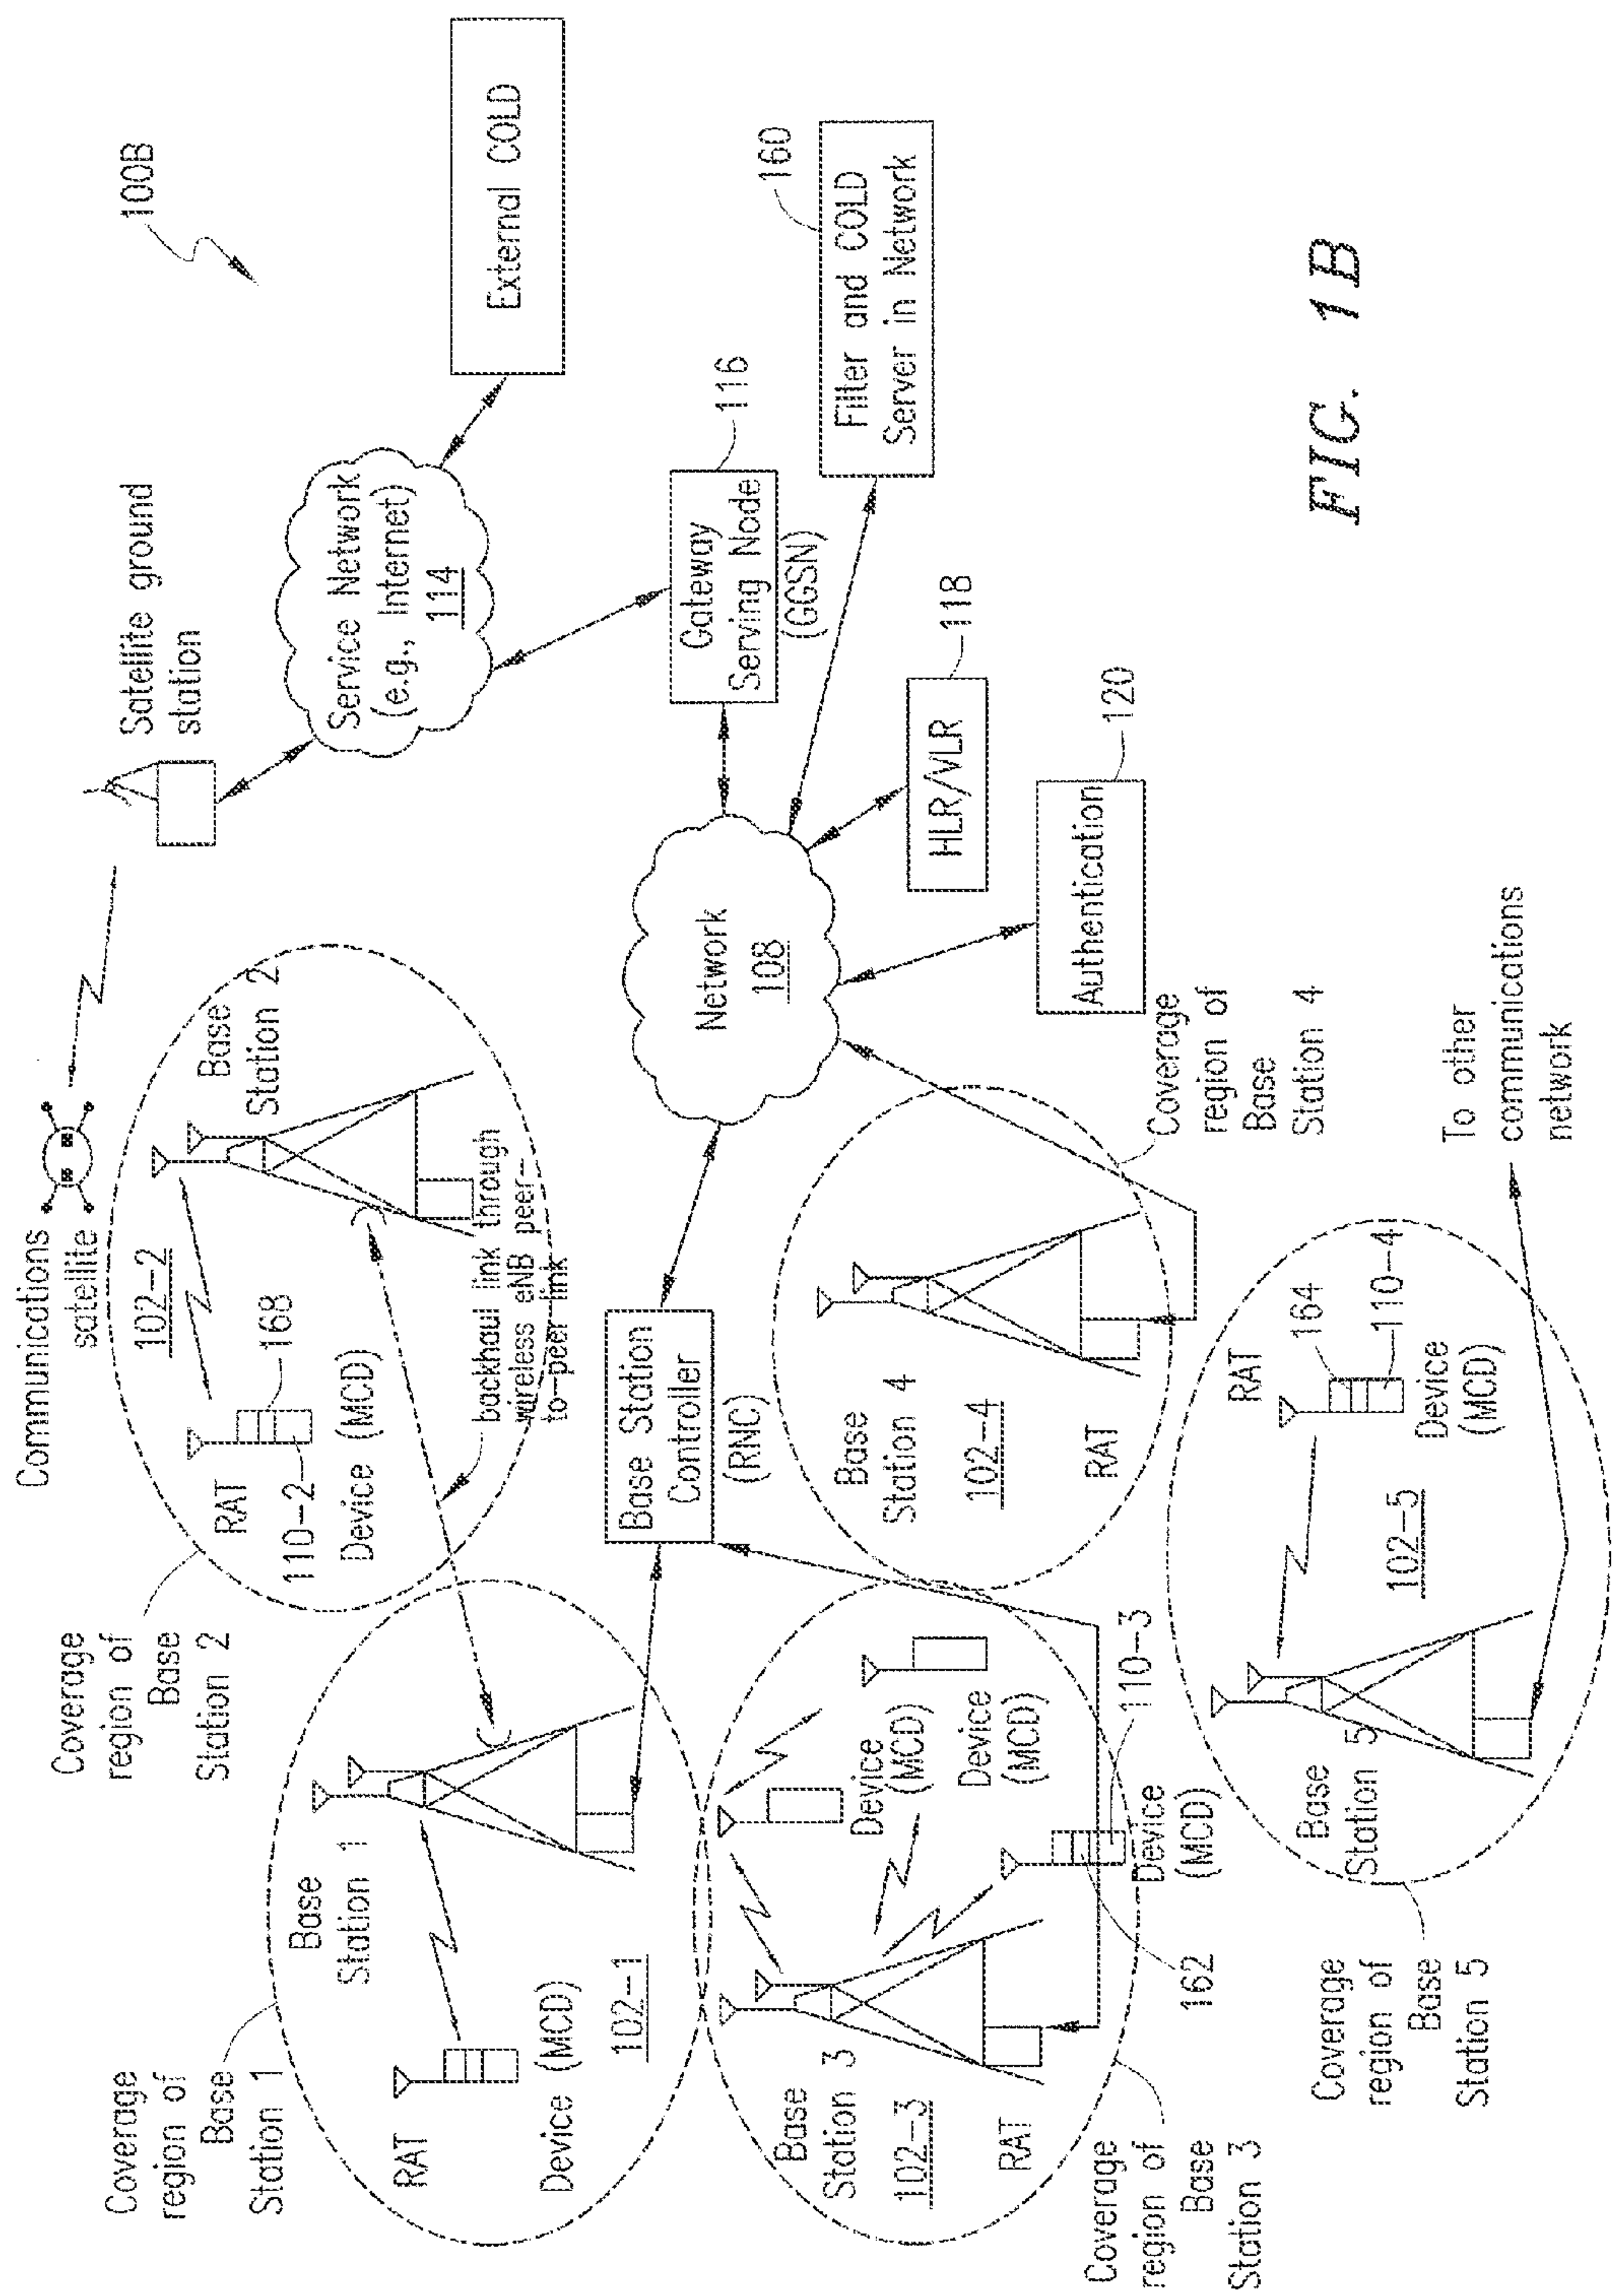 100B
Communications
satellite
Satellite ground
station
Service Network
(e.g., Internet)
114
External COLD
Coverage
region of
Base
Station 2
102-2
Base
Station 2
168
RAT
110-2
Device (MCD)
backhaul link through
wireless eNB peer-
to-peer link
Coverage
region of
Base
Station 1
Base
Station 1
RAT
Device (MCD)
102-1
Base Station
Controller
(RNC)
Network
108
Gateway
Serving Node
(GGSN)
116
160
Filter and COLD
Server in Network
HLR/VLR
118
Authentication
120
Base
Station 3
102-3
RAT
Device
(MCD)
Device
(MCD)
110-3
Device
(MCD)
162
Coverage
region of
Base
Station 3
Base
Station 4
102-4
RAT
Coverage
region of
Base
Station 4
Base
Station 5
102-5
RAT
164
110-4
Device
(MCD)
Coverage
region of
Base
Station 5
To other
communications
network
FIG. 1B